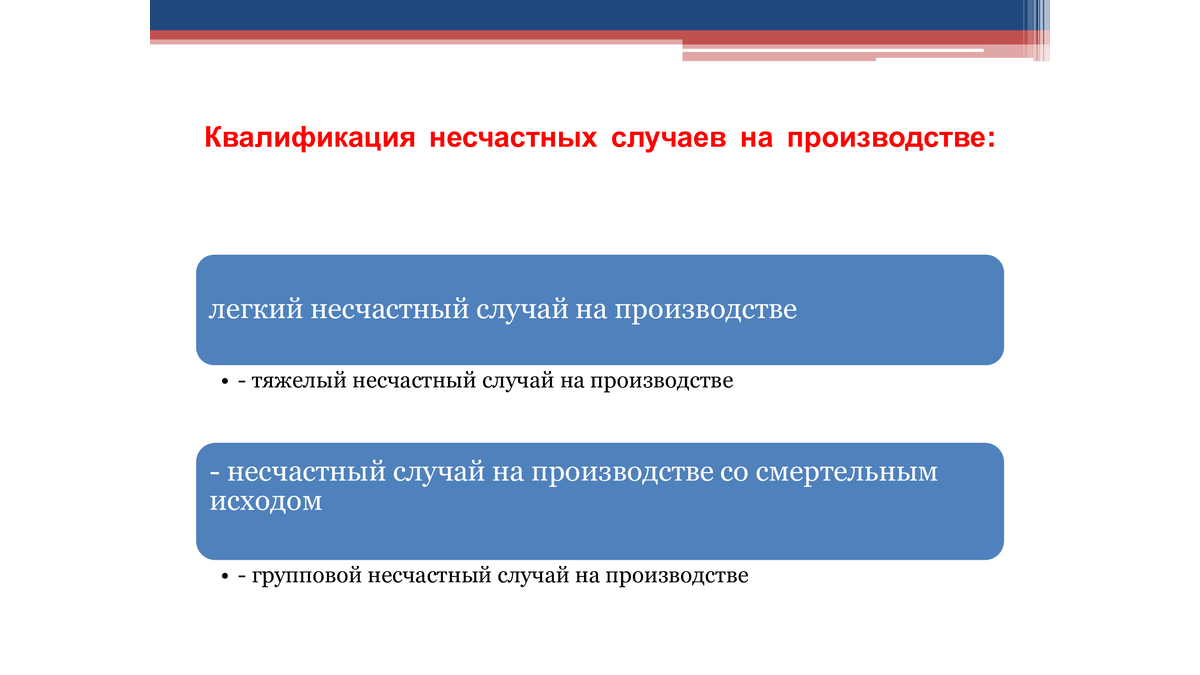 Квалификация несчастных случаев на производстве:
легкий несчастный случай на производстве
• - тяжелый несчастный случай на производстве
- несчастный случай на производстве со смертельным
исходом
• - групповой несчастный случай на производстве